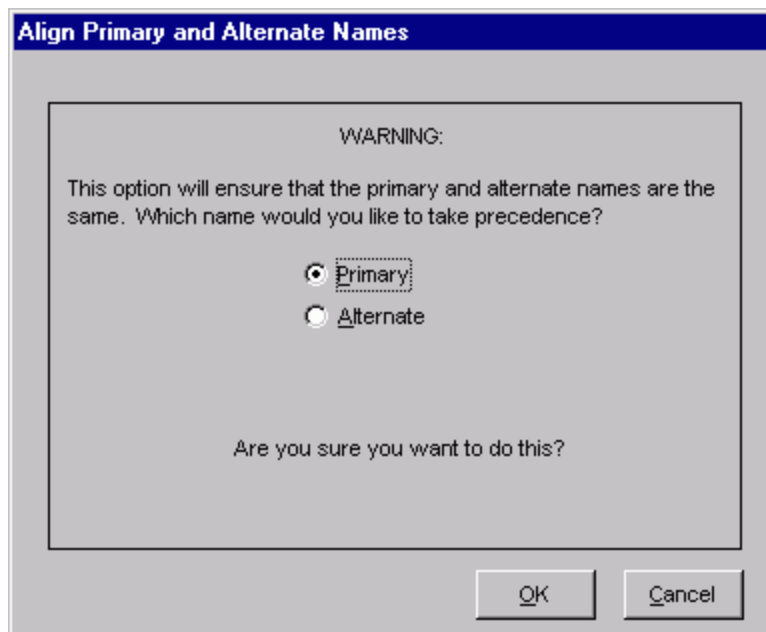 Align Primary and Alternate Names
WARNING:
This option will ensure that the primary and alternate names are the
same.  Which name would you like to take precedence?
Primary
Alternate
Are you sure you want to do this?
OK
Cancel